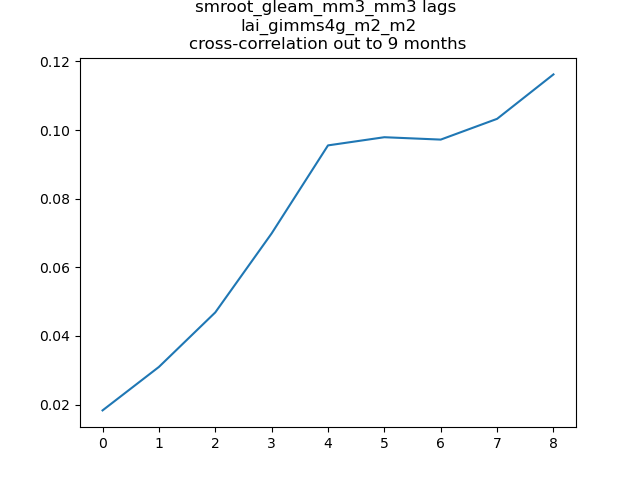 smroot_gleam_mm3_mm3 lags
lai_gimms4g_m2_m2
cross-correlation out to 9 months
0.12
0.10
0.08
0.06
0.04
0.02
0 1 2 3 4 5 6 7 8